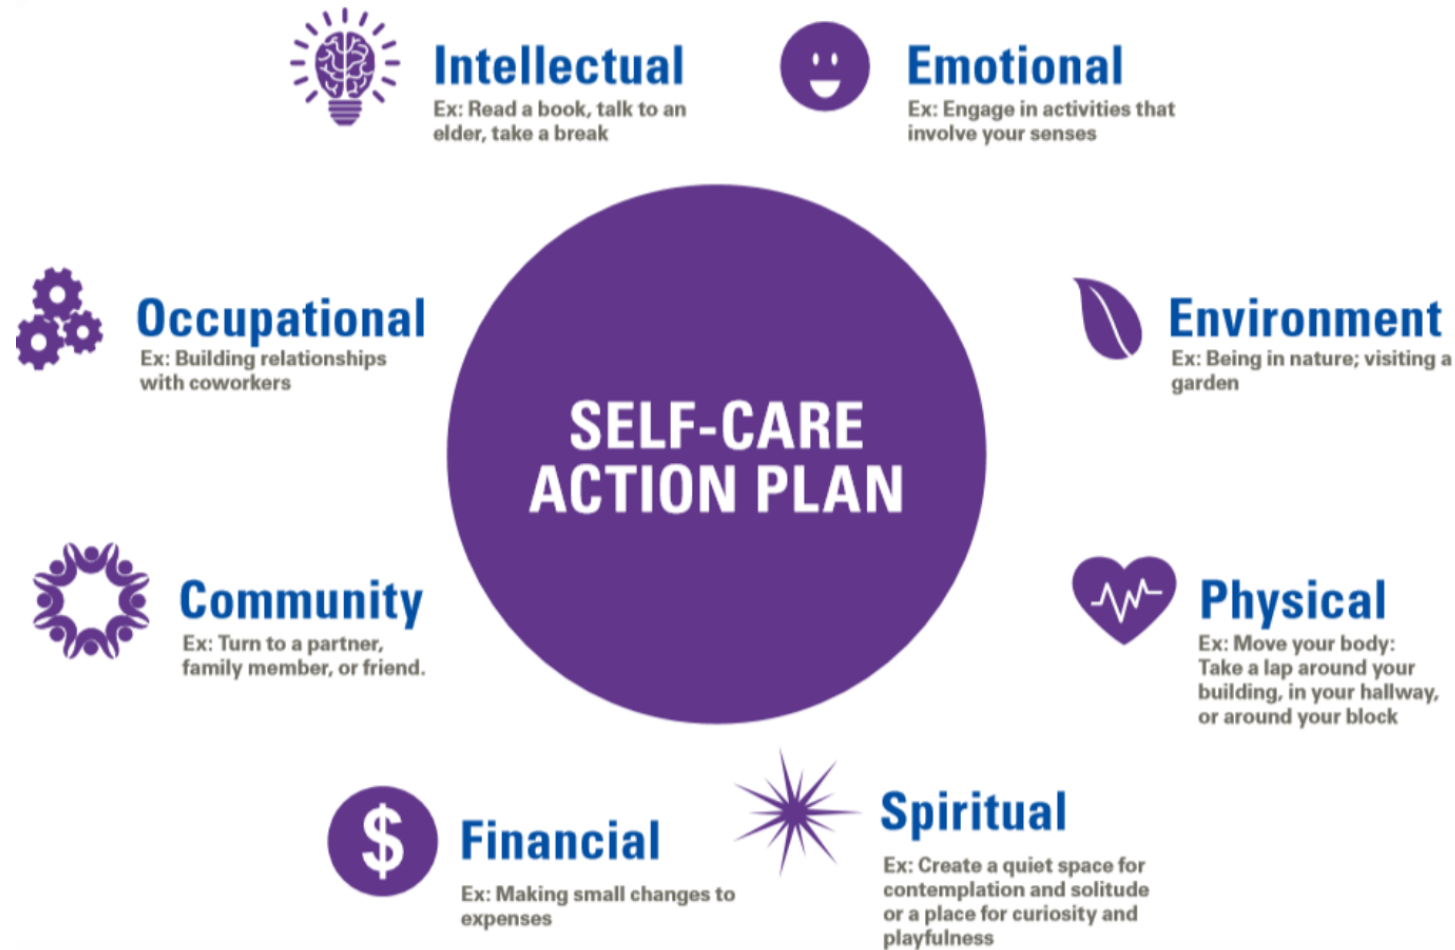 Intellectual
Ex: Read a book, talk to an
elder, take a break
Emotional
Ex: Engage in activities that
involve your senses
Occupational
Ex: Building relationships
with coworkers
Environment
Ex: Being in nature; visiting a
garden
SELF-CARE
ACTION PLAN
Community
Ex: Turn to a partner,
family member, or friend.
Physical
Ex: Move your body:
Take a lap around your
building, in your hallway,
or around your block
$
Financial
Ex: Making small changes to
expenses
Spiritual
Ex: Create a quiet space for
contemplation and solitude
or a place for curiosity and
playfulness